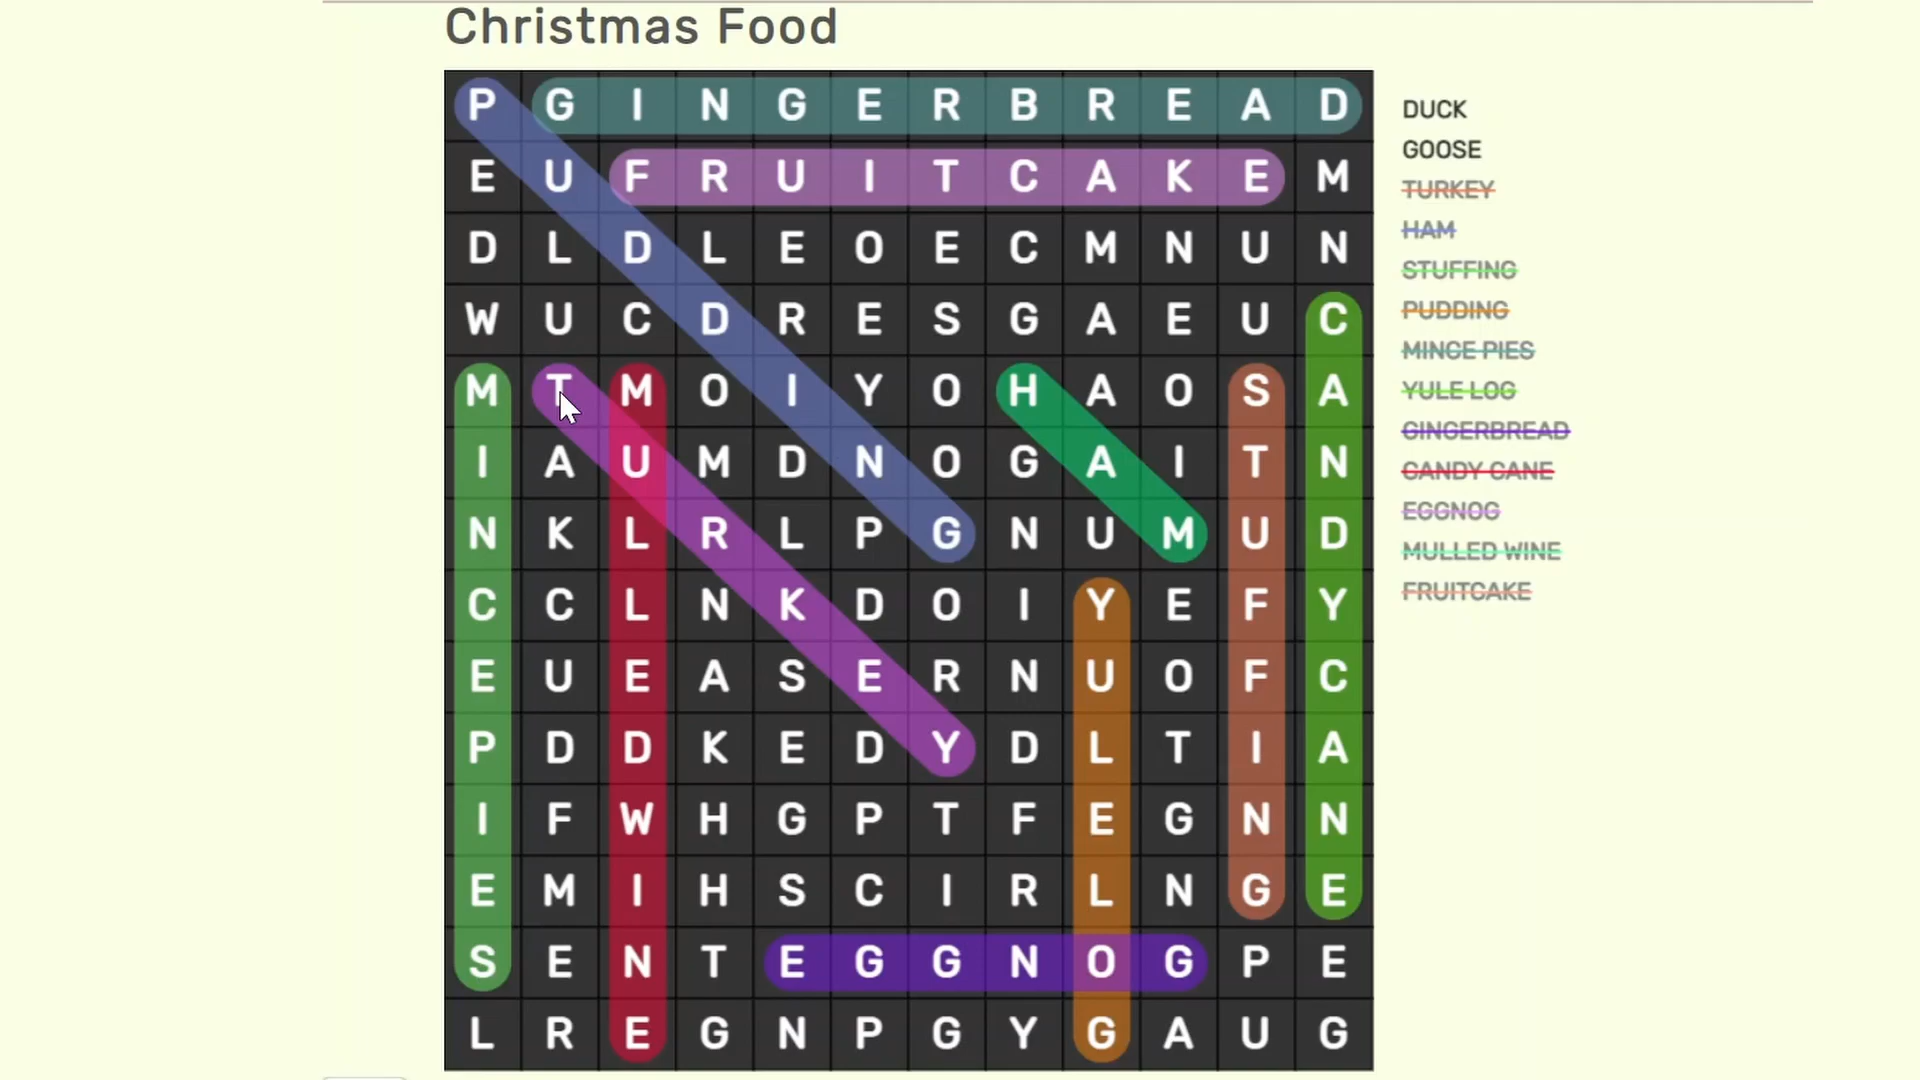 Christmas Food
P G I N G E R B R E A D
E U F R U I T C A K E M
D L D L E O E C M N U N
W U C D R E S G A E U C
M T M O I Y O H A O S A
I A U M D N O G A I T N
N K L R L P G N U M U D
C C L N K D O I Y E F Y
E U E A S E R N U O F C
P D D K E D Y D L T I A
I F W H G P T F E G N N
E M I H S C I R L N G E
S E N T E G G N O G P E
L R E G N P G Y G A U G
DUCK
GOOSE
TURKEY
HAM
STUFFING
PUDDING
MINCE PIES
YULE LOG
GINGERBREAD
CANDY CANE
EGGNOG
MULLED WINE
FRUITCAKE